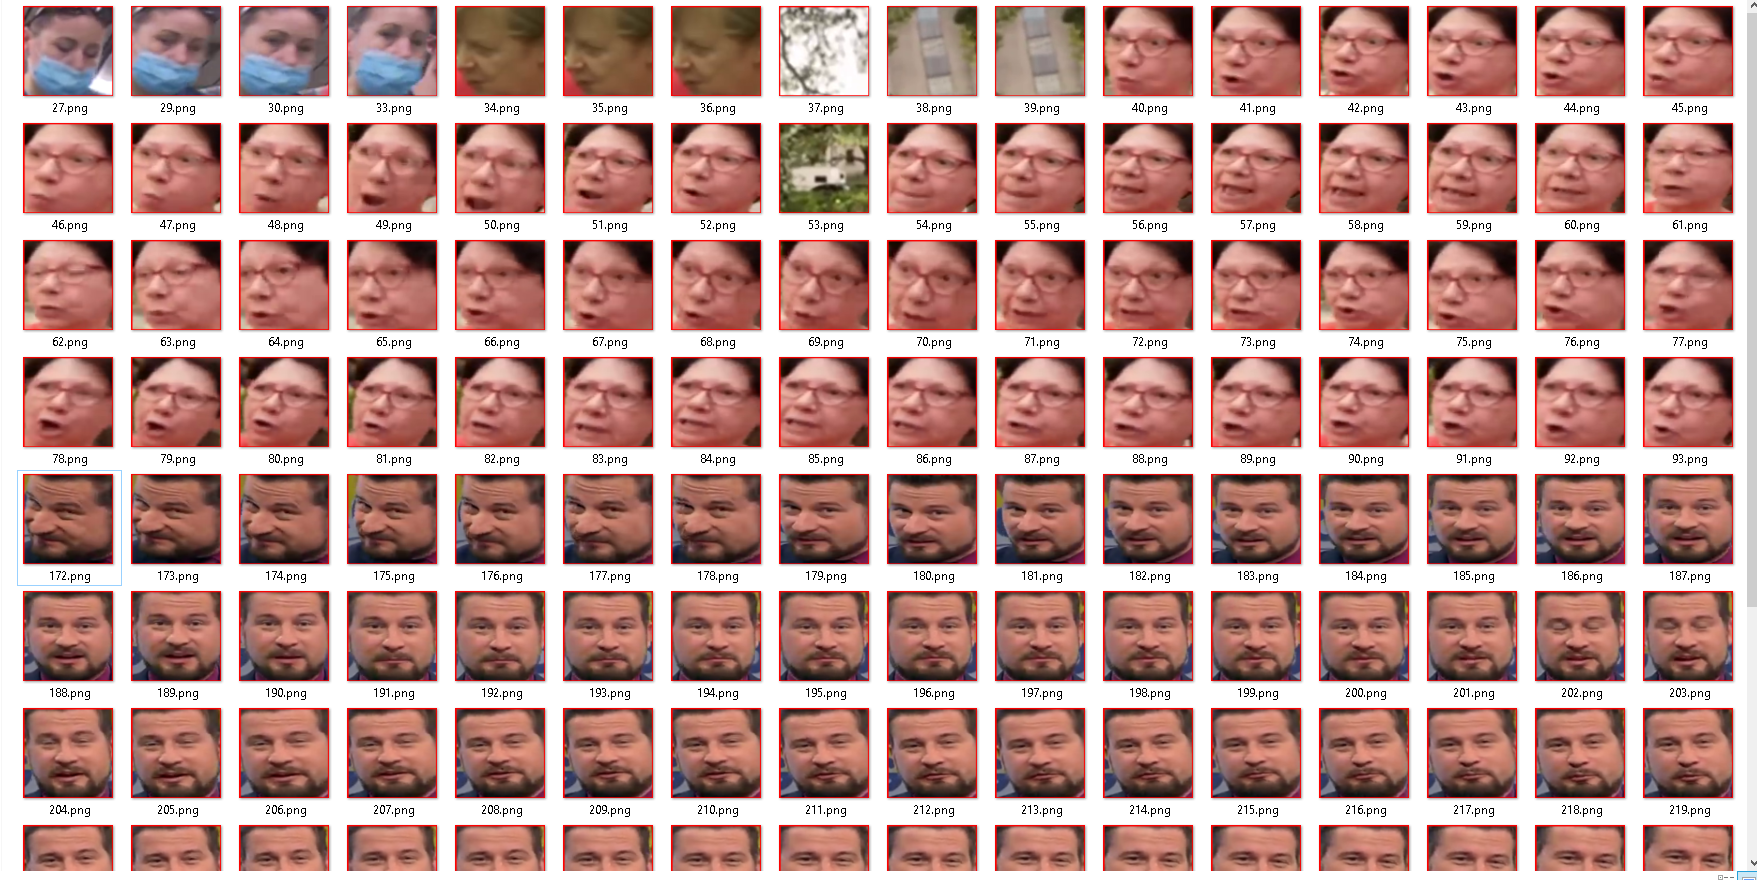 27.png 29.png 30.png 33.png 34.png 35.png 36.png 37.png 38.png 39.png 40.png 41.png 42.png 43.png 44.png 45.png
46.png 47.png 48.png 49.png 50.png 51.png 52.png 53.png 54.png 55.png 56.png 57.png 58.png 59.png 60.png 61.png
62.png 63.png 64.png 65.png 66.png 67.png 68.png 69.png 70.png 71.png 72.png 73.png 74.png 75.png 76.png 77.png
78.png 79.png 80.png 81.png 82.png 83.png 84.png 85.png 86.png 87.png 88.png 89.png 90.png 91.png 92.png 93.png
172.png 173.png 174.png 175.png 176.png 177.png 178.png 179.png 180.png 181.png 182.png 183.png 184.png 185.png 186.png 187.png
188.png 189.png 190.png 191.png 192.png 193.png 194.png 195.png 196.png 197.png 198.png 199.png 200.png 201.png 202.png 203.png
204.png 205.png 206.png 207.png 208.png 209.png 210.png 211.png 212.png 213.png 214.png 215.png 216.png 217.png 218.png 219.png